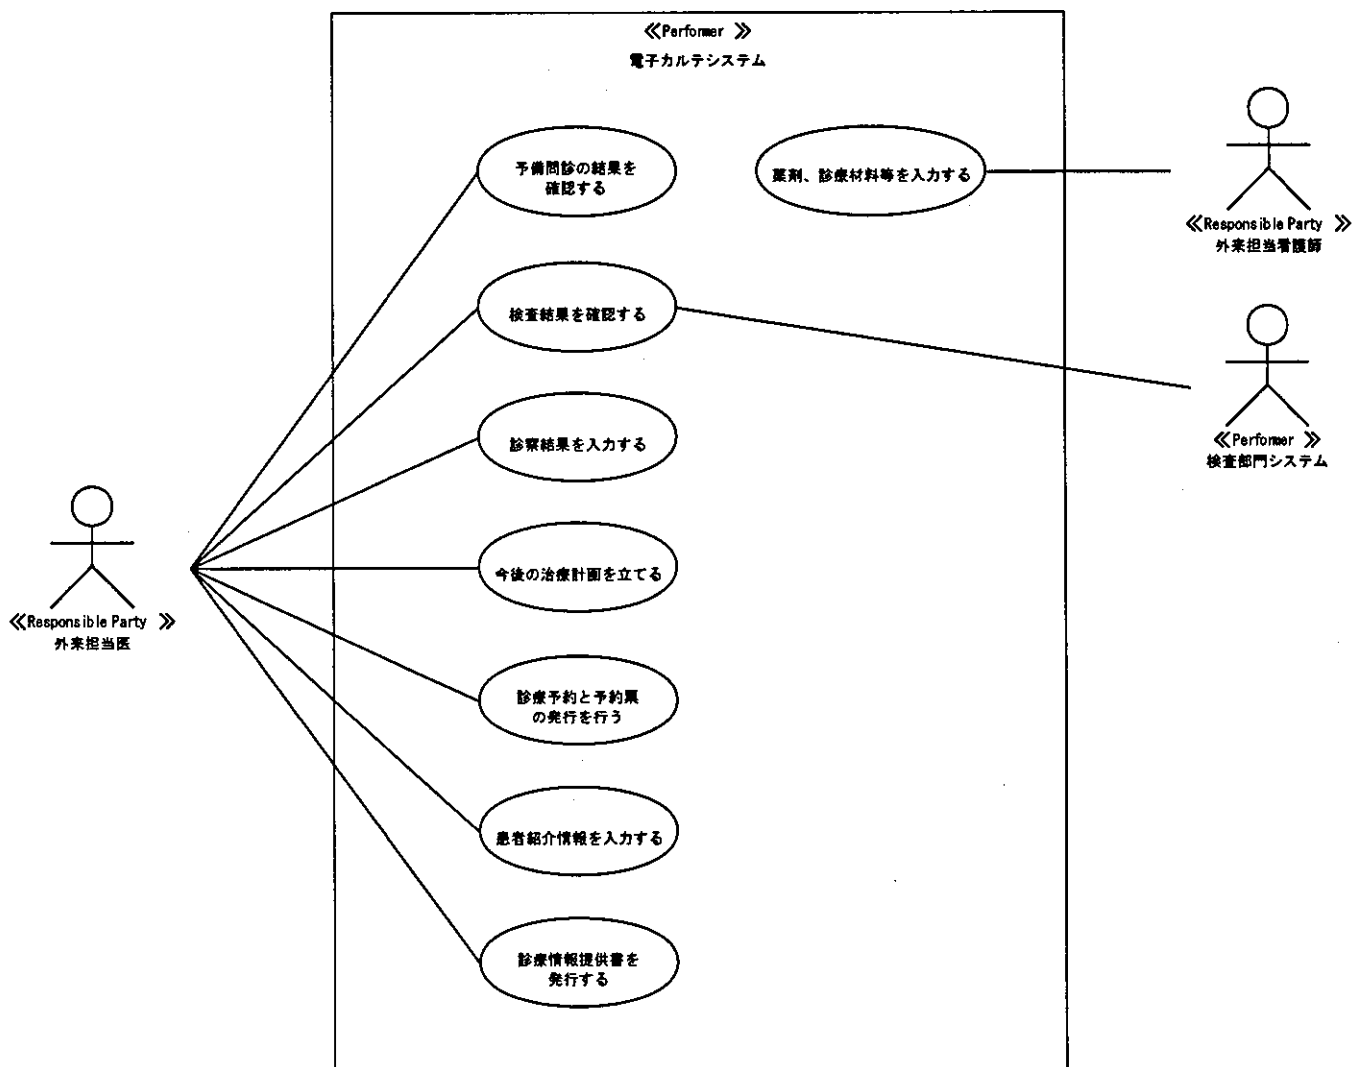 ≪Performer ≫
電子カルテシステム
予備問診の結果を
確認する
薬剤、診療材料等を入力する
≪Responsible Party ≫
外来担当看護師
検査結果を確認する
≪Performer ≫
検査部門システム
診察結果を入力する
≪Responsible Party ≫
外来担当医
今後の治療計画を立てる
診療予約と予約票
の発行を行う
患者紹介情報を入力する
診療情報提供書を
発行する